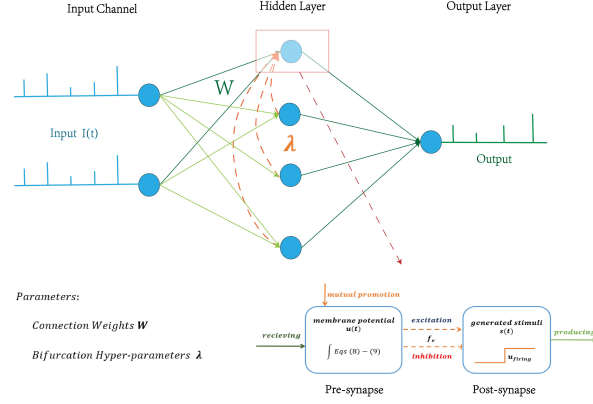 Input Channel
Hidden Layer
Output Layer
W
Input I(t)
λ
Output
Parameters:
Connection Weights W
Bifurcation Hyper-parameters λ
mutual promotion
recieving
membrane potential
u(t)
∫ Eqs (8) − (9)
excitation
f_e
inhibition
generated stimuli
s(t)
u_firing
producing
Pre-synapse
Post-synapse